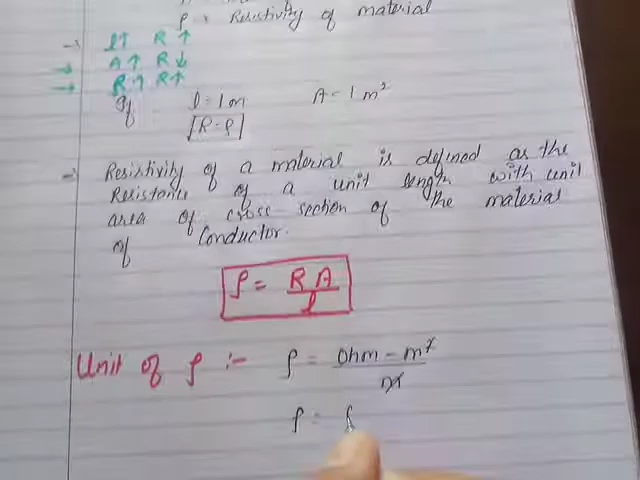 ρ : Resistivity of material
→ l↑ R↑
→ A↑ R↓
→ R↑ R↑
If l = 1m A = 1 m²
[R = ρ]
→ Resistivity of a material is defined as the
Resistance of a unit length with unit
area of cross section of the material
of Conductor.
ρ = RA/l
Unit of ρ :- ρ = Ohm - m²/m
ρ =